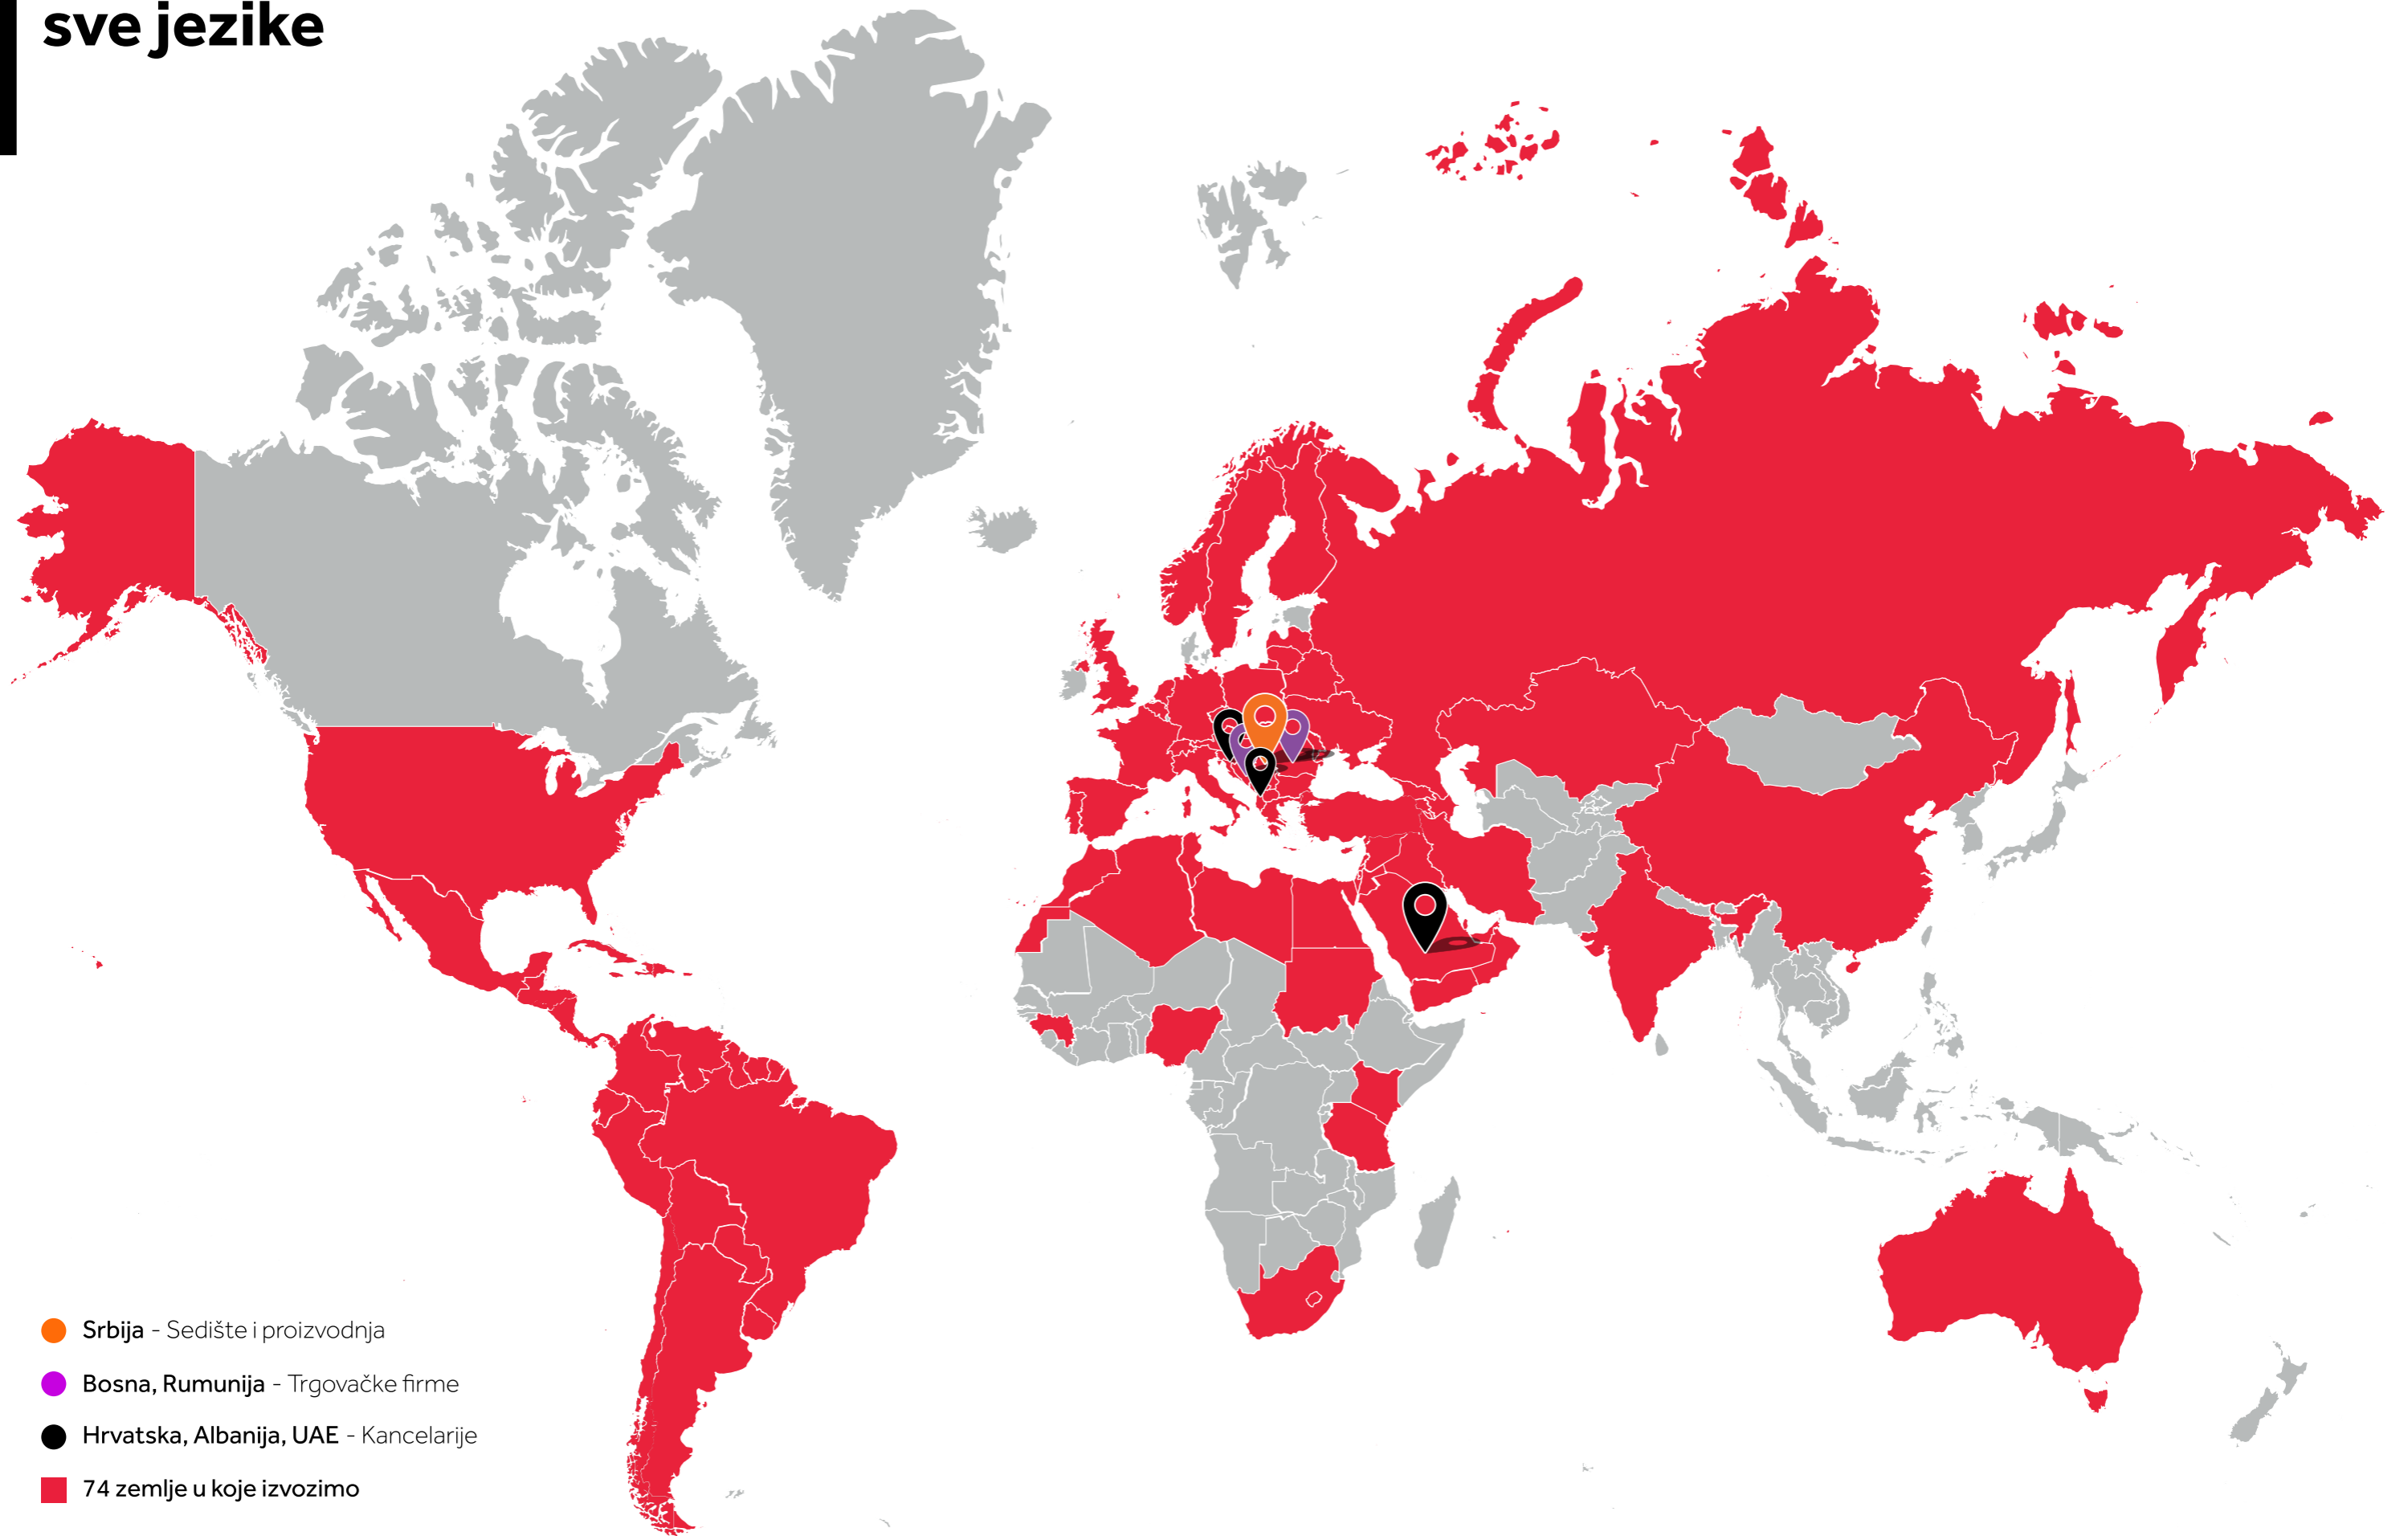 sve jezike
Srbija - Sedište i proizvodnja
Bosna, Rumunija - Trgovačke firme
Hrvatska, Albanija, UAE - Kancelarije
74 zemlje u koje izvozimo